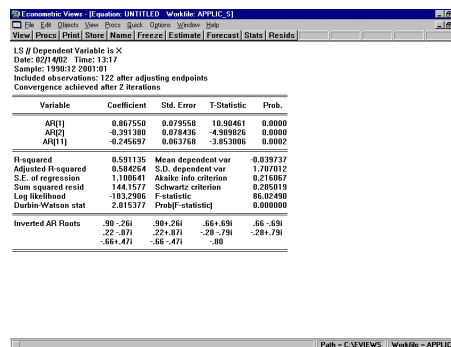 Econometric Views - [Equation: UNTITLED Workfile: APPLIC_S]
File Edit Objects View Procs Quick Options Window Help
View Procs Print Store Name Freeze Estimate Forecast Stats Resids
LS // Dependent Variable is X
Date: 02/14/02 Time: 13:17
Sample: 1990:12 2001:01
Included observations: 122 after adjusting endpoints
Convergence achieved after 2 iterations
Variable Coefficient Std. Error T-Statistic Prob.
AR(1) 0.867550 0.079558 10.90461 0.0000
AR(2) -0.391380 0.078436 -4.989826 0.0000
AR(11) -0.245697 0.063768 -3.853006 0.0002
R-squared 0.591135 Mean dependent var -0.039737
Adjusted R-squared 0.584264 S.D. dependent var 1.707012
S.E. of regression 1.100641 Akaike info criterion 0.216067
Sum squared resid 144.1577 Schwartz criterion 0.285019
Log likelihood -183.2906 F-statistic 86.02490
Durbin-Watson stat 2.015377 Prob(F-statistic) 0.000000
Inverted AR Roots .90 -.26i .90+.26i .66+.69i .66 -.69i
.22 -.87i .22+.87i -.28 -.79i -.28+.79i
-.66+.47i -.66 -.47i -.80
Path = C:\EVIEWS Workfile = APPLIC